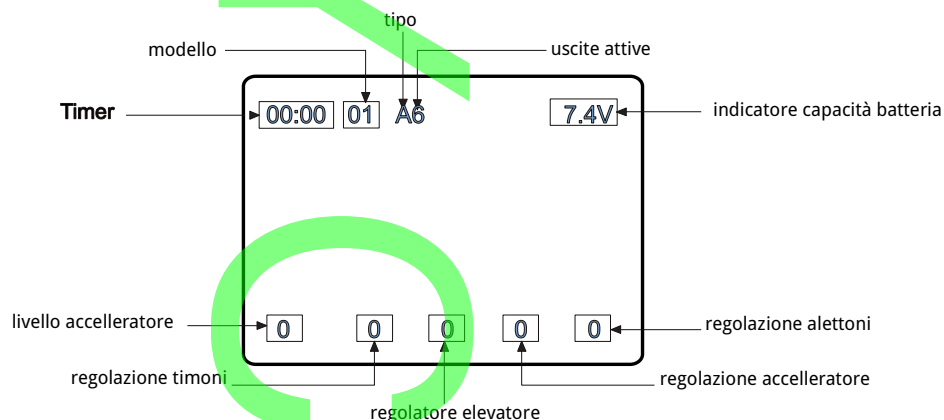 tipo
modello
uscite attive
Timer
00:00 01 A6 7.4V
indicatore capacità batteria
livello accelleratore
0 0 0 0 0
regolazione alettoni
regolazione timoni
regolazione accelleratore
regolatore elevatore